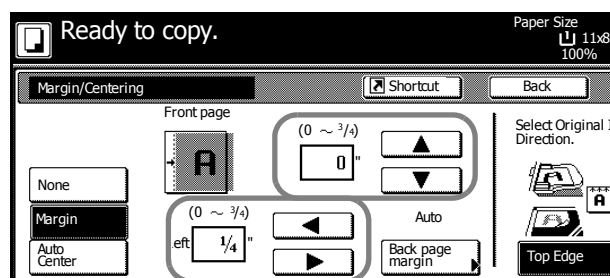 Ready to copy.
Paper Size
11x8
100%
Margin/Centering
Shortcut
Back
Front page
(0 ~ 3/4)
0 "
Select Original
Direction.
None
Margin
Auto
Center
(0 ~ 3/4)
eft 1/4 "
Auto
Back page
margin
A
A
A
Top Edge